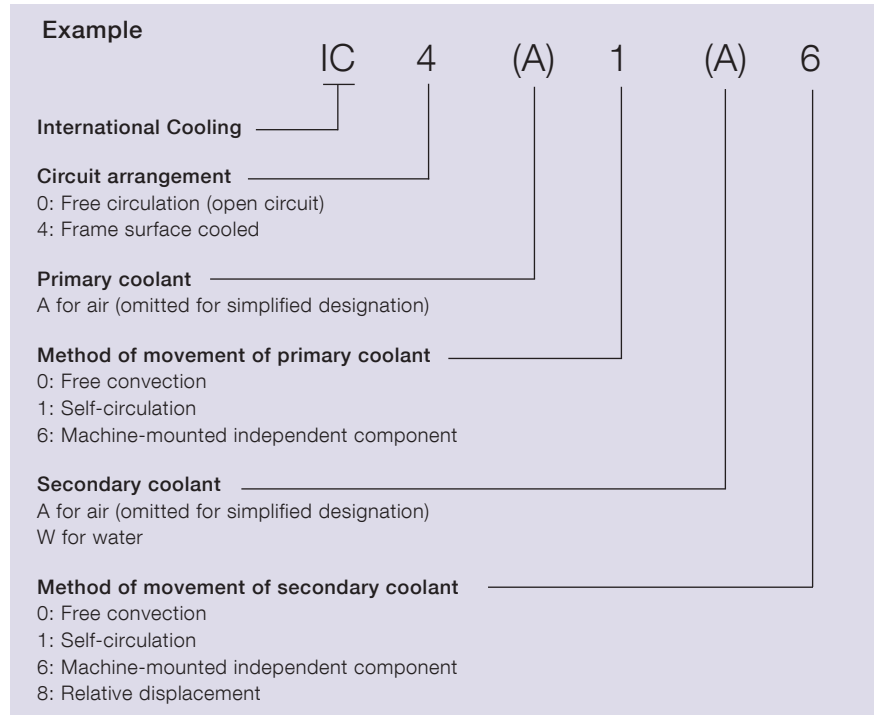 Example
IC 4 (A) 1 (A) 6
International Cooling
Circuit arrangement
0: Free circulation (open circuit)
4: Frame surface cooled
Primary coolant
A for air (omitted for simplified designation)
Method of movement of primary coolant
0: Free convection
1: Self-circulation
6: Machine-mounted independent component
Secondary coolant
A for air (omitted for simplified designation)
W for water
Method of movement of secondary coolant
0: Free convection
1: Self-circulation
6: Machine-mounted independent component
8: Relative displacement